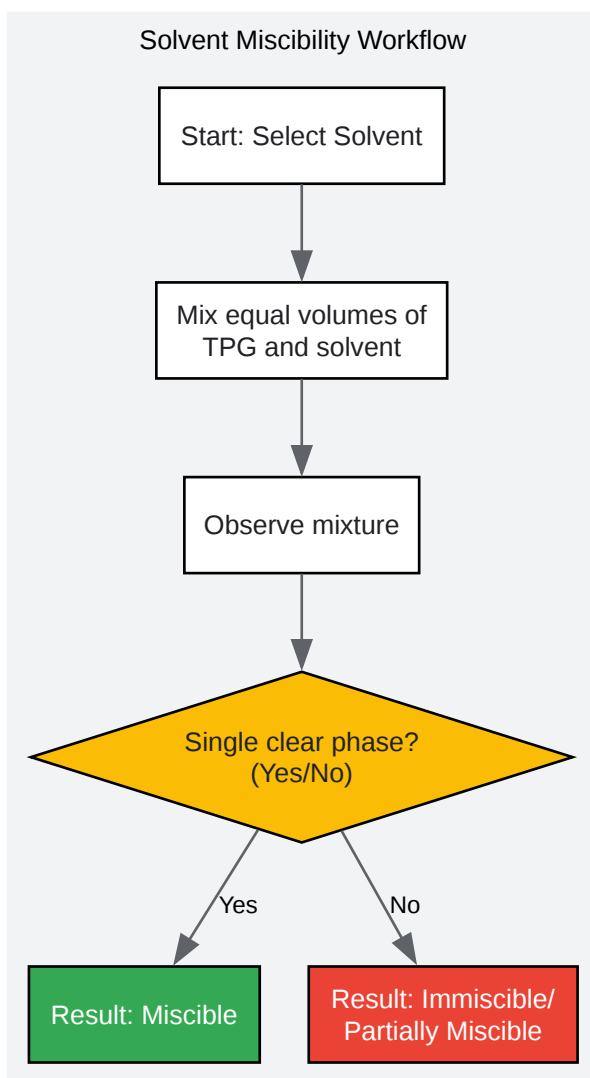 Solvent Miscibility Workflow
Start: Select Solvent
Mix equal volumes of
TPG and solvent
Observe mixture
Single clear phase?
(Yes/No)
Yes
No
Result: Miscible
Result: Immiscible/
Partially Miscible